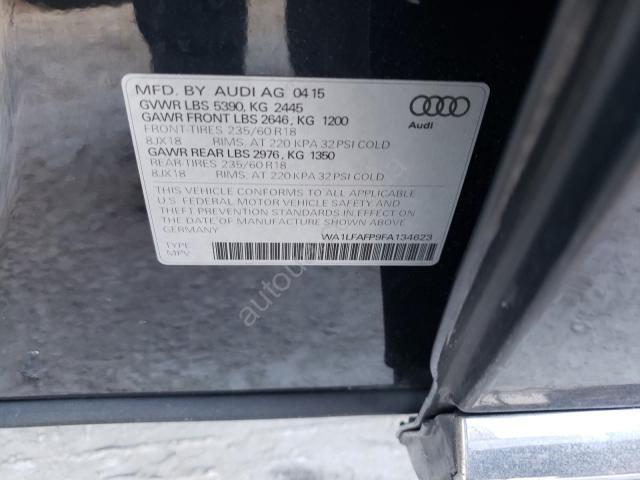 MFD. BY AUDI AG 0415
GVWR LBS 5390, KG 2445
GAWR FRONT LBS 2646, KG 1200
FRONT-TIRES 235/60 R18
8JX18 RIMS, AT 220 KPA 32 PSI COLD
GAWR REAR LBS 2976, KG 1350
REAR-TIRES 235/60 R18
8JX18 RIMS, AT 220 KPA 32 PSI COLD
THIS VEHICLE CONFORMS TO ALL APPLICABLE
U.S. FEDERAL MOTOR VEHICLE SAFETY AND
THEFT PREVENTION STANDARDS IN EFFECT ON
THE DATE OF MANUFACTURE SHOWN ABOVE
GERMANY
WA1LFAFP9FA134623
TYPE:
MPV
Audi